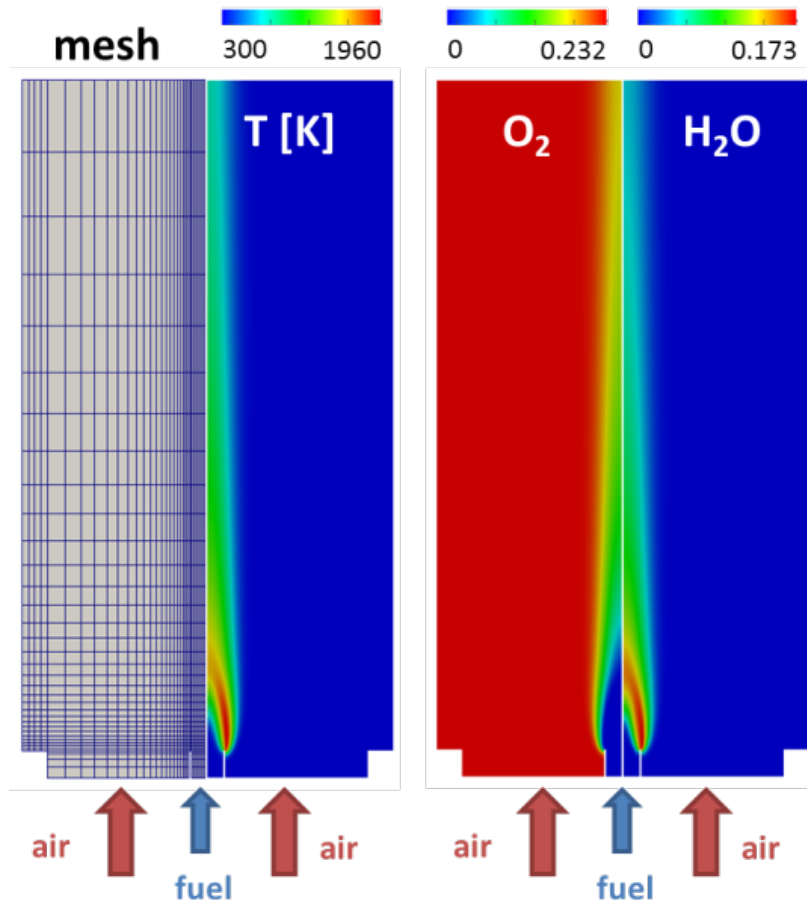 mesh
300 1960
0 0.232
0 0.173
T [K]
O₂
H₂O
air
fuel
air
air
fuel
air